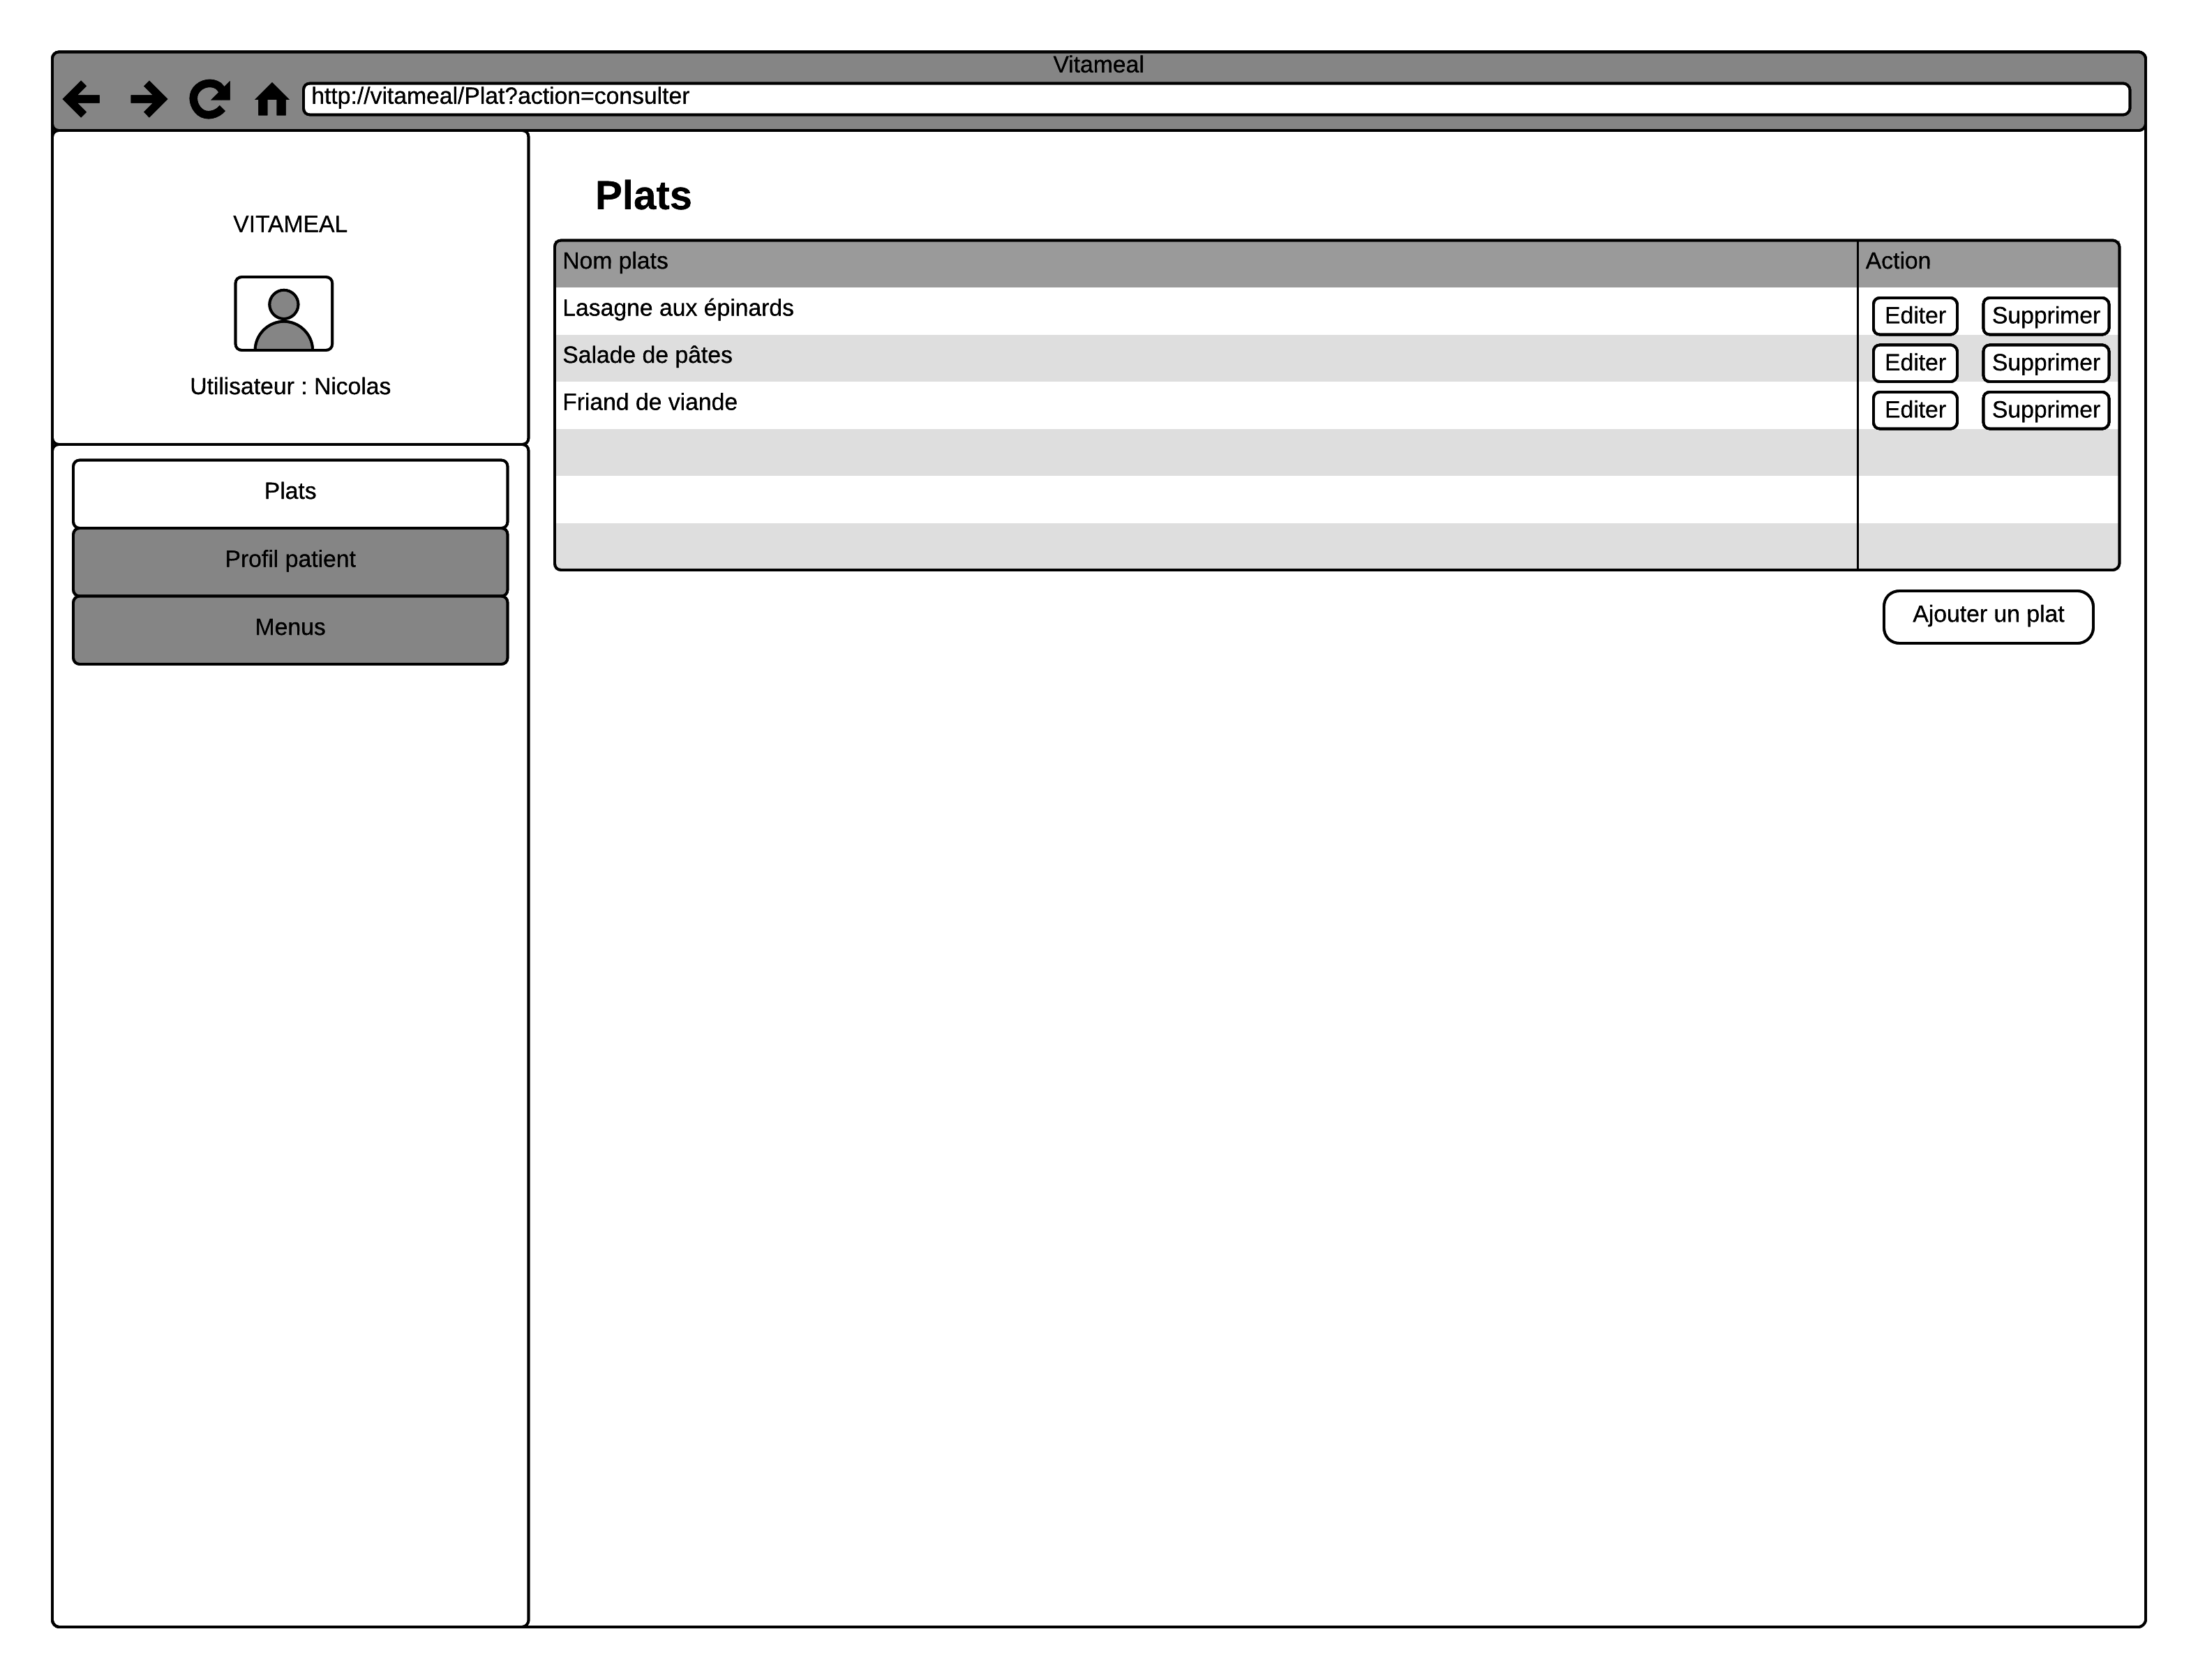 Vitameal
http://vitameal/Plat?action=consulter
VITAMEAL
Utilisateur : Nicolas
Plats
Profil patient
Menus
Plats
Nom plats Action
Lasagne aux épinards Editer Supprimer
Salade de pâtes Editer Supprimer
Friand de viande Editer Supprimer
Ajouter un plat